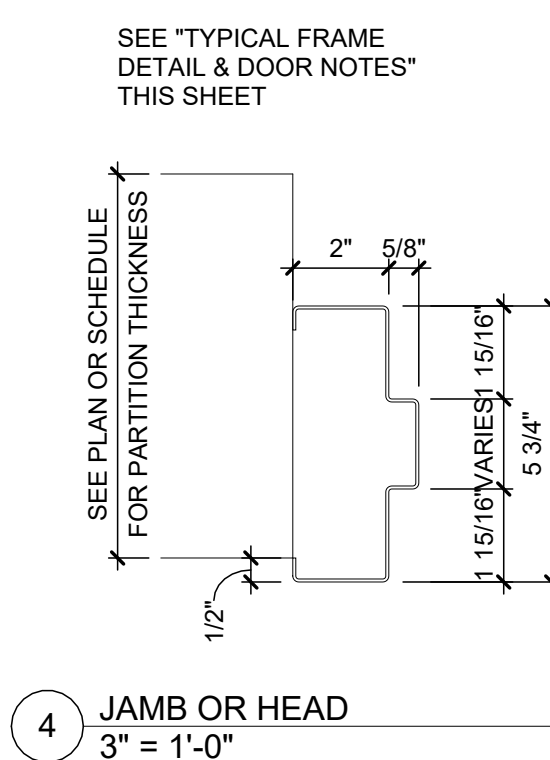 SEE "TYPICAL FRAME
DETAIL & DOOR NOTES"
THIS SHEET
SEE PLAN OR SCHEDULE
FOR PARTITION THICKNESS
2"
5/8"
1 15/16"
VARIES
1 15/16"
5 3/4"
1/2"
4
JAMB OR HEAD
3" = 1'-0"